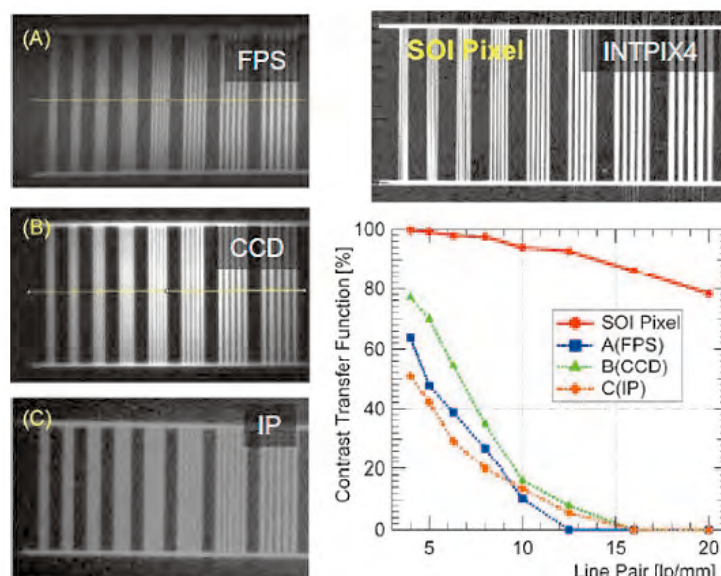 (A)
FPS
SOI Pixel
INTPIX4
(B)
CCD
(C)
IP
100
80
60
40
20
0
Contrast Transfer Function [%]
SOI Pixel
A(FPS)
B(CCD)
C(IP)
5
10
15
20
Line Pair [lp/mm]